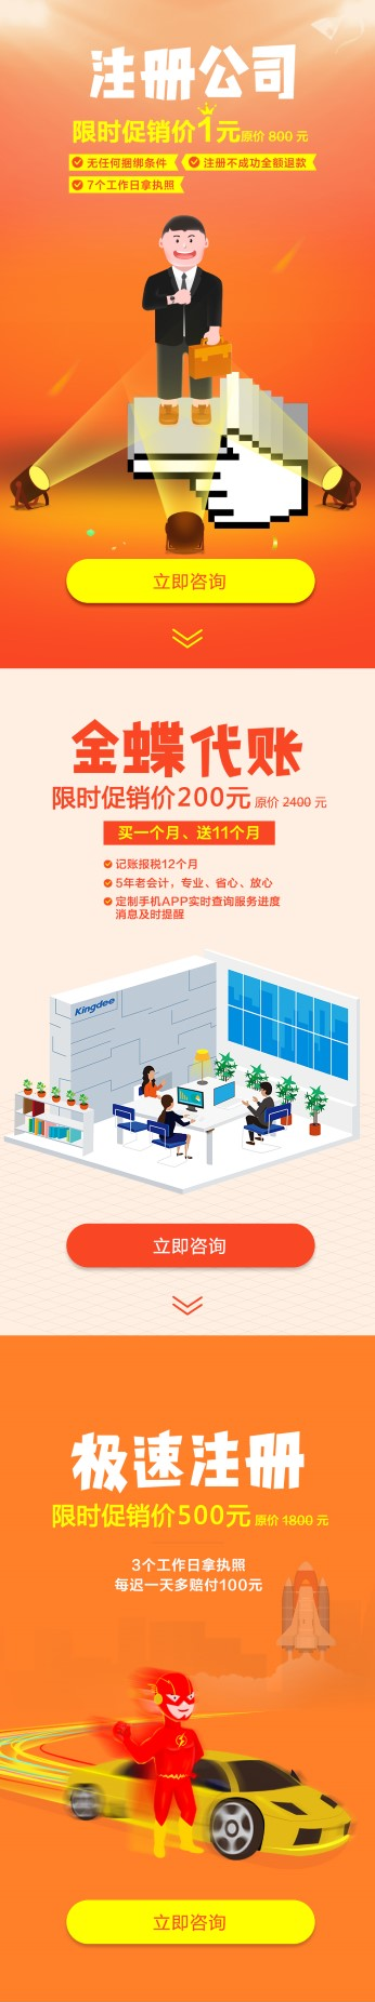 注册公司
限时促销价1元 原价 800 元
无任何捆绑条件 注册不成功全额退款
7个工作日拿执照
立即咨询
金蝶代账
限时促销价200元 原价 2400 元
买一个月、送11个月
记账报税12个月
5年老会计，专业、省心、放心
定制手机APP实时查询服务进度
消息及时提醒
Kingdee
立即咨询
极速注册
限时促销价500元 原价 1800 元
3个工作日拿执照
每迟一天多赔付100元
立即咨询